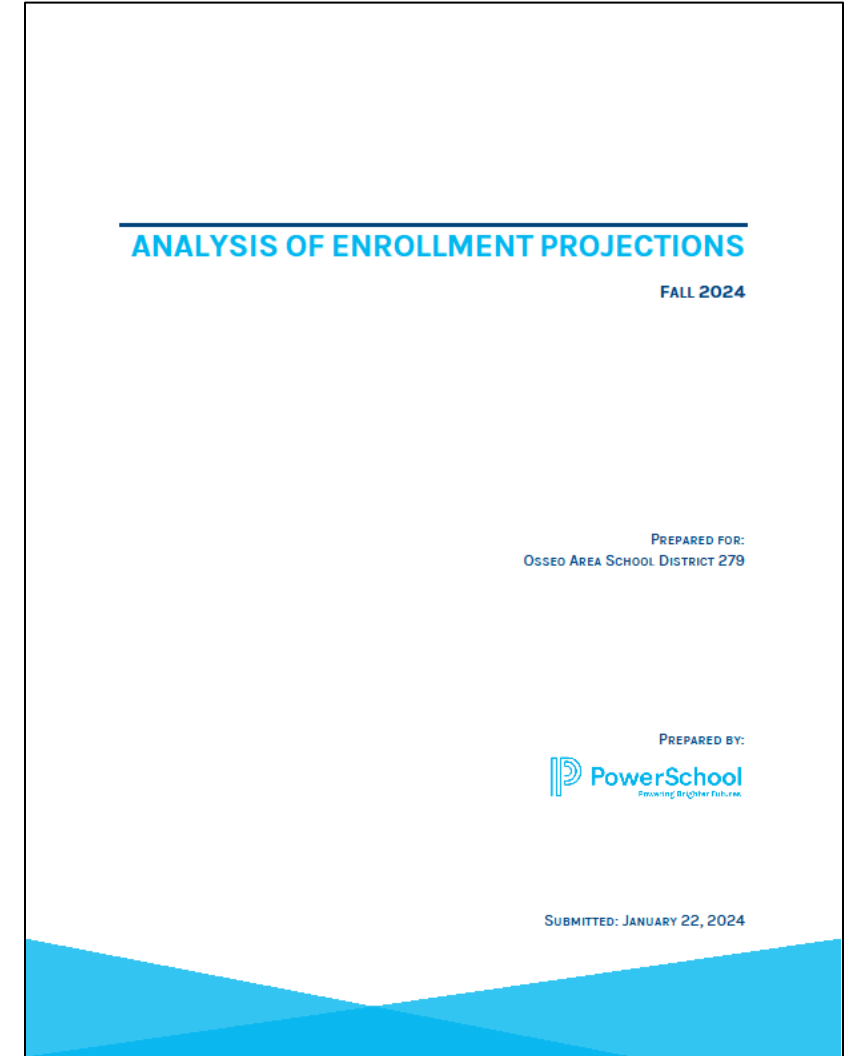 ANALYSIS OF ENROLLMENT PROJECTIONS
FALL 2024
PREPARED FOR:
OSSEO AREA SCHOOL DISTRICT 279
PREPARED BY:
PowerSchool
Powering Brighter Futures
SUBMITTED: JANUARY 22, 2024